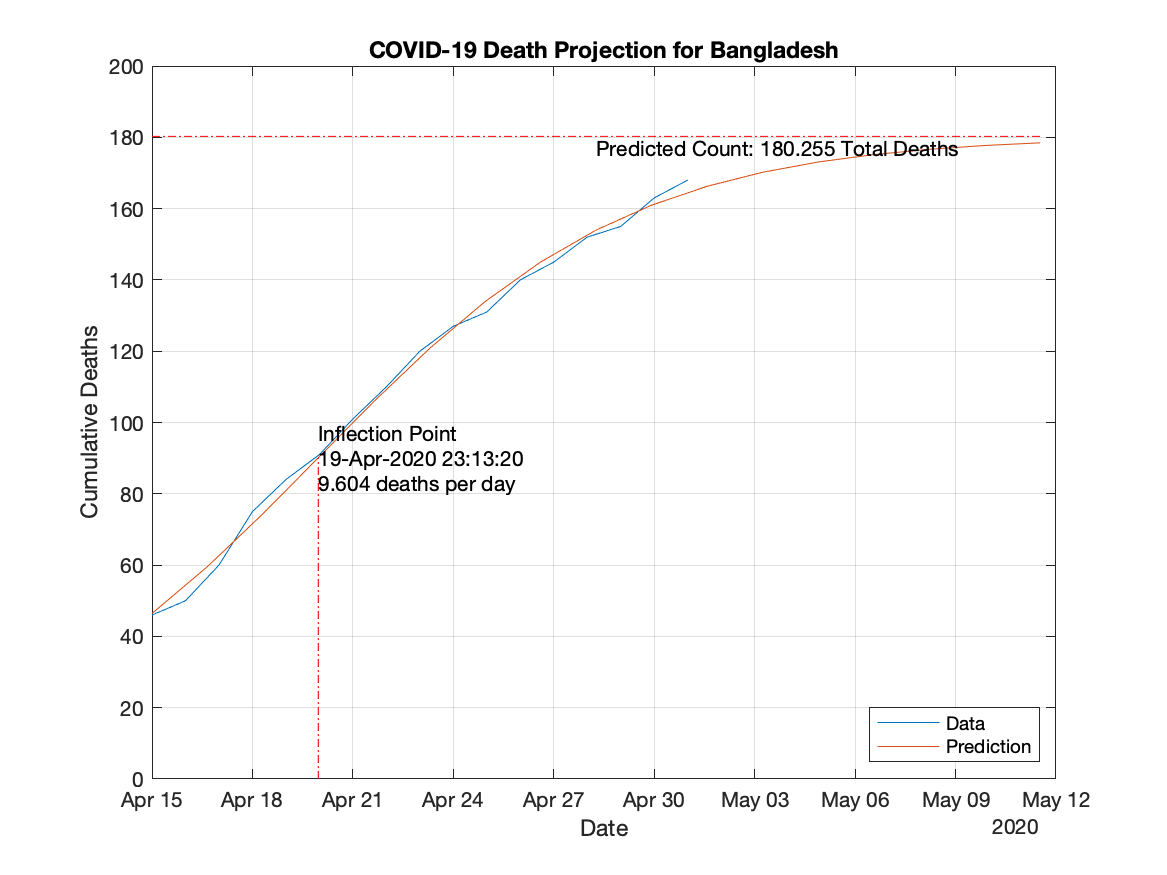 COVID-19 Death Projection for Bangladesh
200
180
Predicted Count: 180.255 Total Deaths
160
140
120
100
Inflection Point
19-Apr-2020 23:13:20
9.604 deaths per day
80
60
40
20
0
Cumulative Deaths
Data
Prediction
Apr 15 Apr 18 Apr 21 Apr 24 Apr 27 Apr 30 May 03 May 06 May 09 May 12
Date
2020